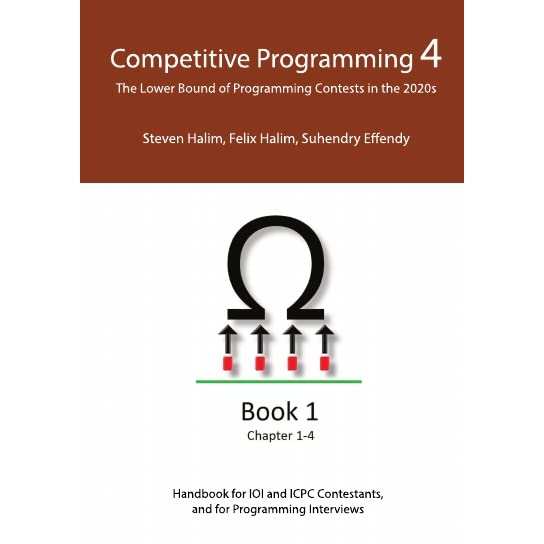 Competitive Programming 4
The Lower Bound of Programming Contests in the 2020s
Steven Halim, Felix Halim, Suhendry Effendy
Ω
Book 1
Chapter 1-4
Handbook for IOI and ICPC Contestants,
and for Programming Interviews